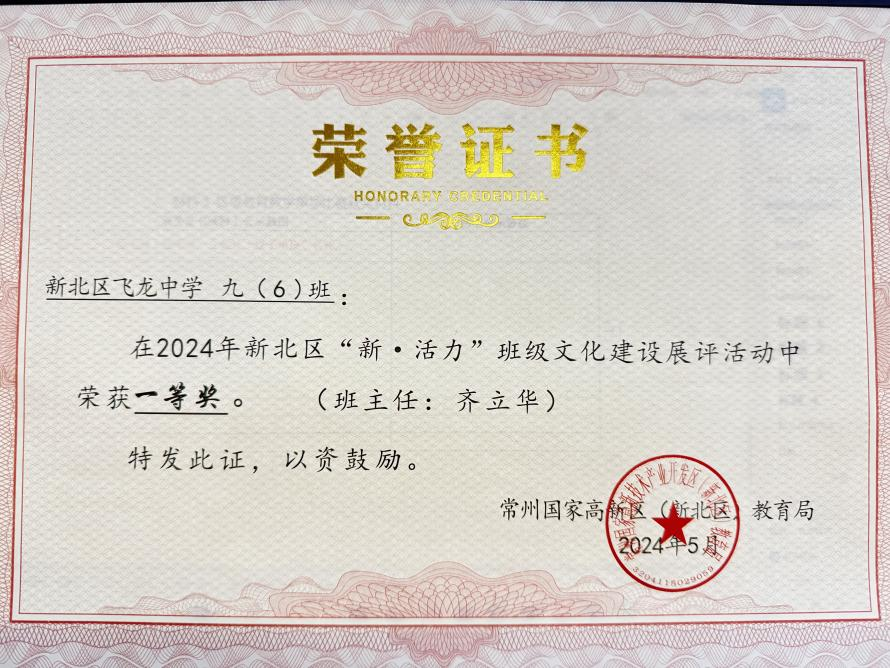 荣誉证书
HONORARY CREDENTIAL
新北区飞龙中学 九（6）班：
在2024年新北区“新·活力”班级文化建设展评活动中
荣获一等奖。 （班主任：齐立华）
特发此证，以资鼓励。
常州国家高新区（新北区）教育局
2024年5月
3204118029059